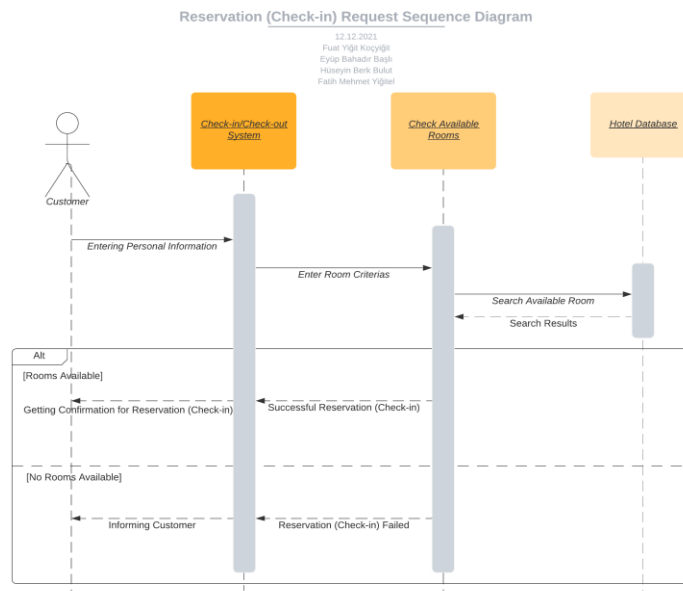 Reservation (Check-in) Request Sequence Diagram
12.12.2021
Fuat Yiğit Koçyiğit
Eyüp Bahadır Başlı
Hüseyin Berk Bulut
Fatih Mehmet Yiğitel
Check-in/Check-out
System
Check Available
Rooms
Hotel Database
Customer
Entering Personal Information
Enter Room Criterias
Search Available Room
Search Results
Alt
[Rooms Available]
Getting Confirmation for Reservation (Check-in)
Successful Reservation (Check-in)
[No Rooms Available]
Informing Customer
Reservation (Check-in) Failed